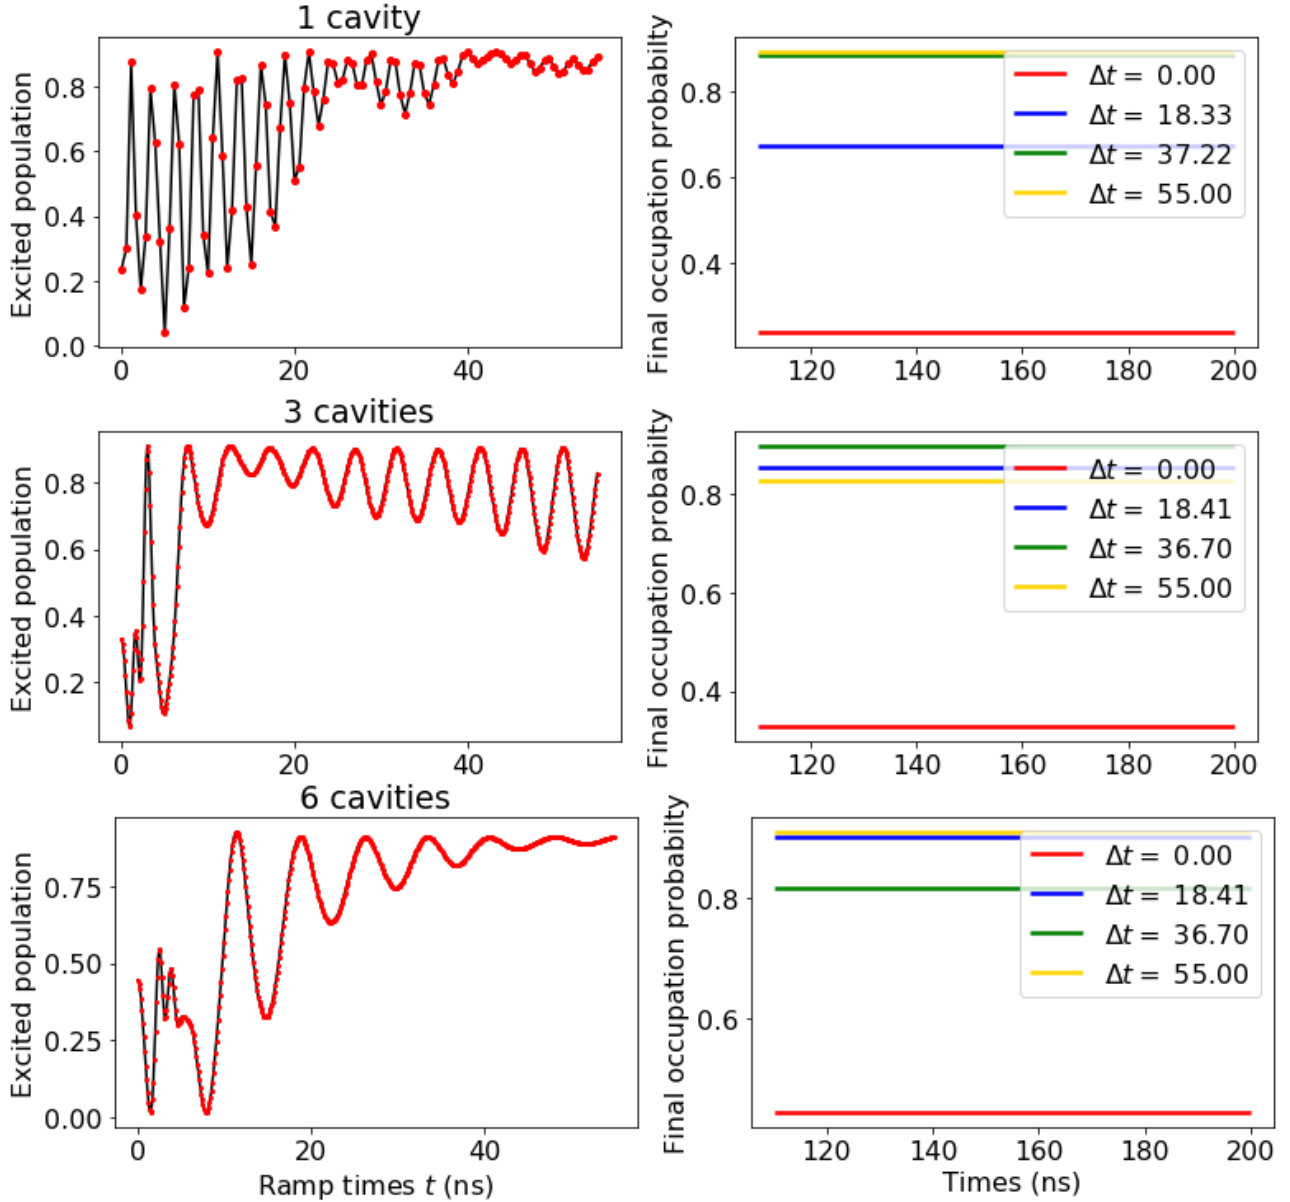 1 cavity
Excited population
0.8
0.6
0.4
0.2
0.0
0
20
40
Final occupation probabilty
0.8
0.6
0.4
120
140
160
180
200
Δt = 0.00
Δt = 18.33
Δt = 37.22
Δt = 55.00
3 cavities
Excited population
0.8
0.6
0.4
0.2
0
20
40
Final occupation probabilty
0.8
0.6
0.4
120
140
160
180
200
Δt = 0.00
Δt = 18.41
Δt = 36.70
Δt = 55.00
6 cavities
Excited population
0.75
0.50
0.25
0.00
0
20
40
Ramp times t (ns)
Final occupation probabilty
0.8
0.6
120
140
160
180
200
Times (ns)
Δt = 0.00
Δt = 18.41
Δt = 36.70
Δt = 55.00